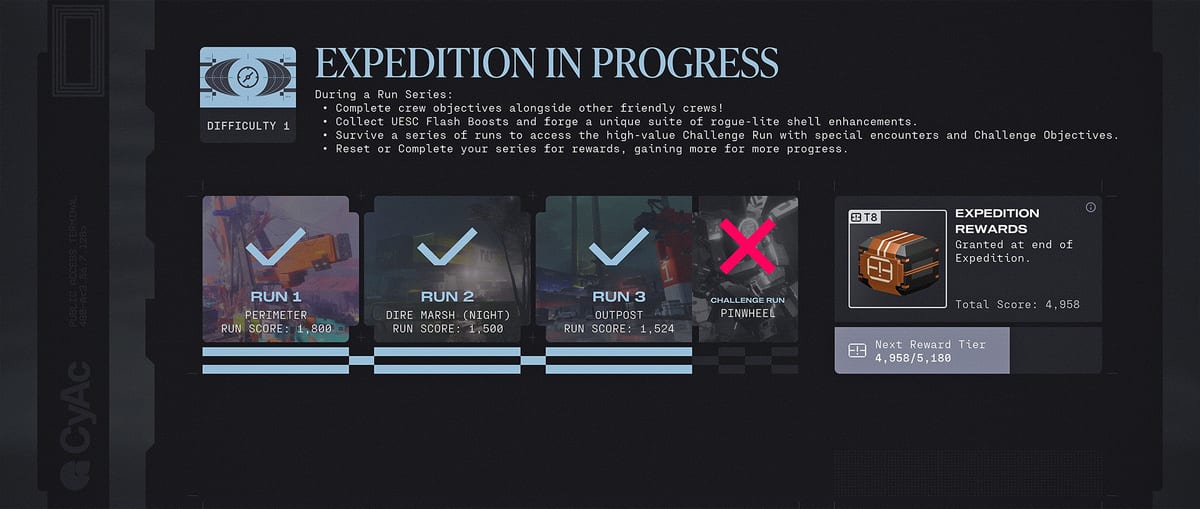 EXPEDITION IN PROGRESS
DIFFICULTY 1
During a Run Series:
• Complete crew objectives alongside other friendly crews!
• Collect UESC Flash Boosts and forge a unique suite of rogue-lite shell enhancements.
• Survive a series of runs to access the high-value Challenge Run with special encounters and Challenge Objectives.
• Reset or Complete your series for rewards, gaining more for more progress.
RUN 1
PERIMETER
RUN SCORE: 1,800
RUN 2
DIRE MARSH (NIGHT)
RUN SCORE: 1,500
RUN 3
OUTPOST
RUN SCORE: 1,524
CHALLENGE RUN
PINWHEEL
T8
EXPEDITION
REWARDS
Granted at end of
Expedition.
Total Score: 4,958
Next Reward Tier
4,958/5,180
PUBLIC ACCESS TERMINAL
CyAc